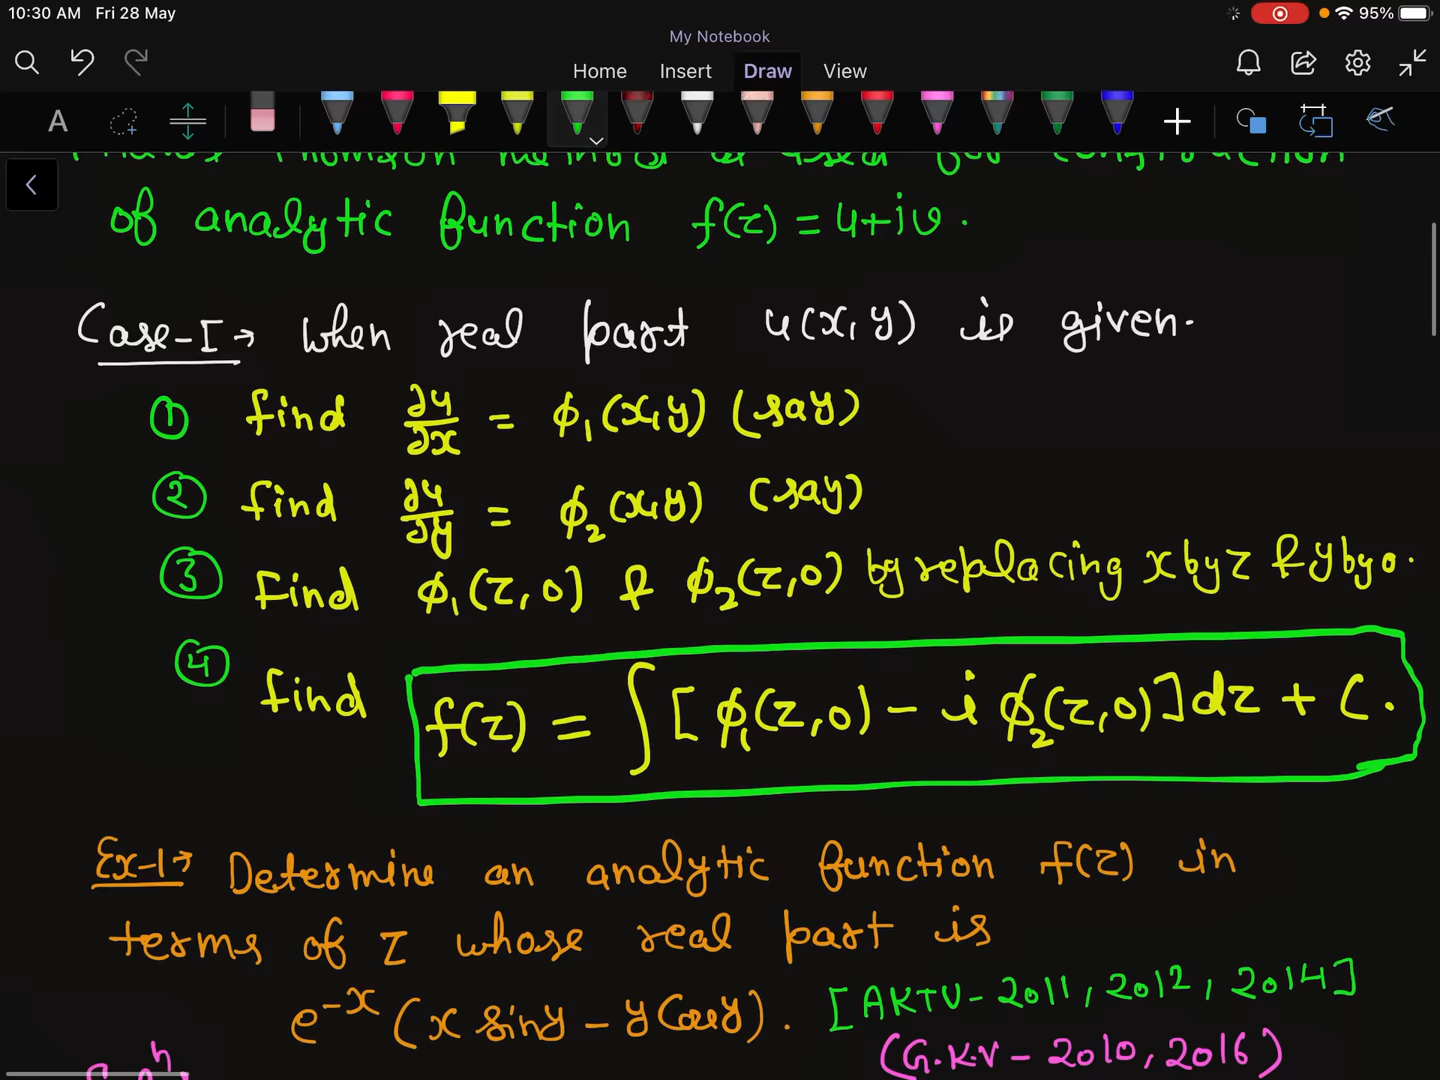 10:30 AM Fri 28 May
95%
My Notebook
Home Insert Draw View
A
of analytic function f(z) = u+iv.
Case-I→ When real part u(x,y) is given.
① find ∂u/∂x = φ₁(x,y) (say)
② find ∂u/∂y = φ₂(x,y) (say)
③ Find φ₁(z,0) & φ₂(z,0) by replacing x by z & y by 0.
④ find f(z) = ∫[φ₁(z,0) - i φ₂(z,0)]dz + C.
Ex-1→ Determine an analytic function f(z) in
terms of z whose real part is
e⁻ˣ(x siny - y cosy). [AKTU-2011, 2012, 2014]
(G.K.V - 2010, 2016)